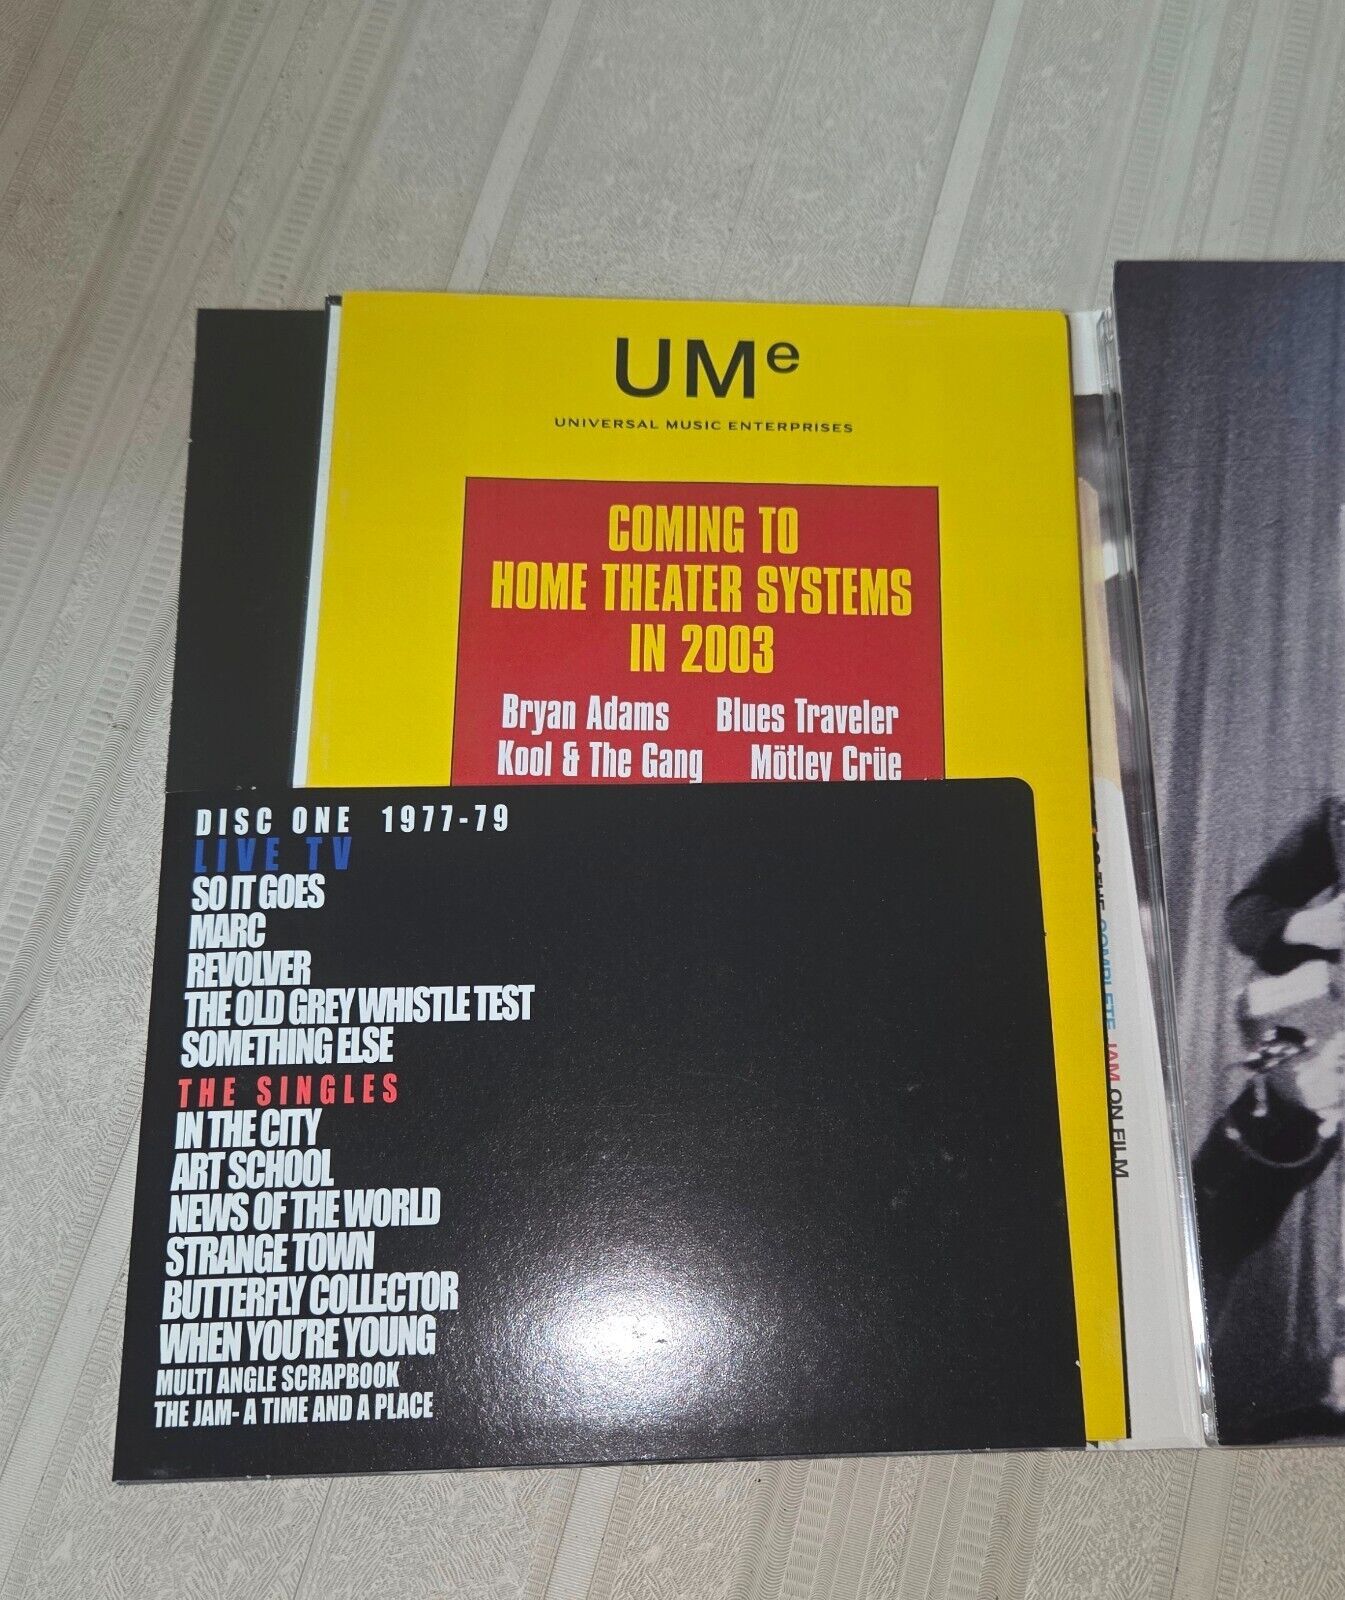 UMe
UNIVERSAL MUSIC ENTERPRISES
COMING TO
HOME THEATER SYSTEMS
IN 2003
Bryan Adams Blues Traveler
Kool & The Gang Mötley Crüe
DISC ONE 1977-79
LIVE TV
SO IT GOES
MARC
REVOLVER
THE OLD GREY WHISTLE TEST
SOMETHING ELSE
THE SINGLES
IN THE CITY
ART SCHOOL
NEWS OF THE WORLD
STRANGE TOWN
BUTTERFLY COLLECTOR
WHEN YOU'RE YOUNG
MULTI ANGLE SCRAPBOOK
THE JAM- A TIME AND A PLACE
THE COMPLETE JAM ON FILM